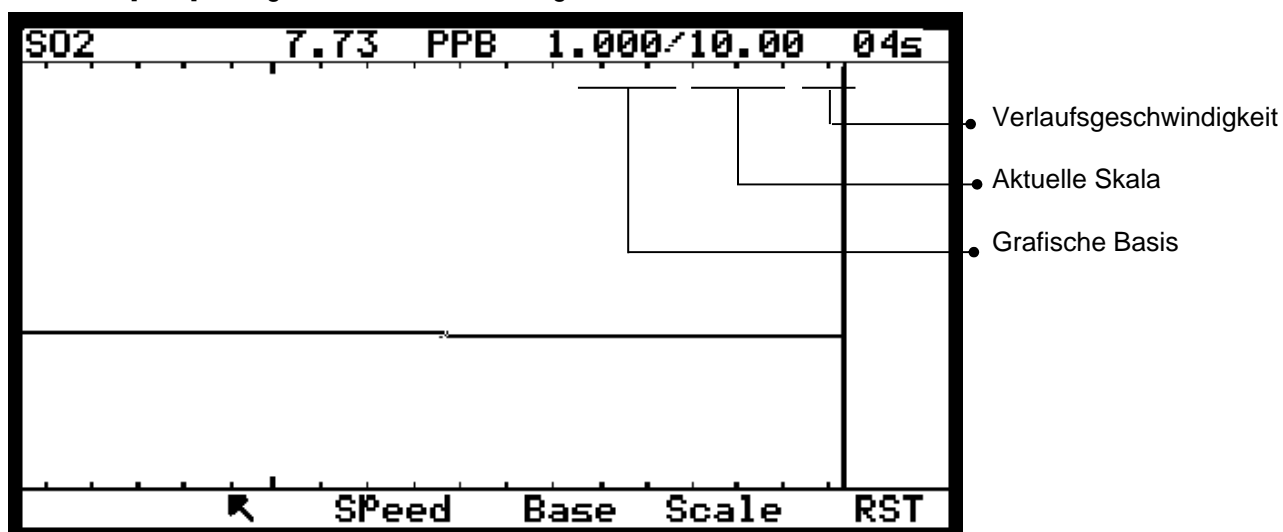 SO2 7.73 PPB 1.000/10.00 04s
Verlaufsgeschwindigkeit
Aktuelle Skala
Grafische Basis
SPeed Base Scale RST